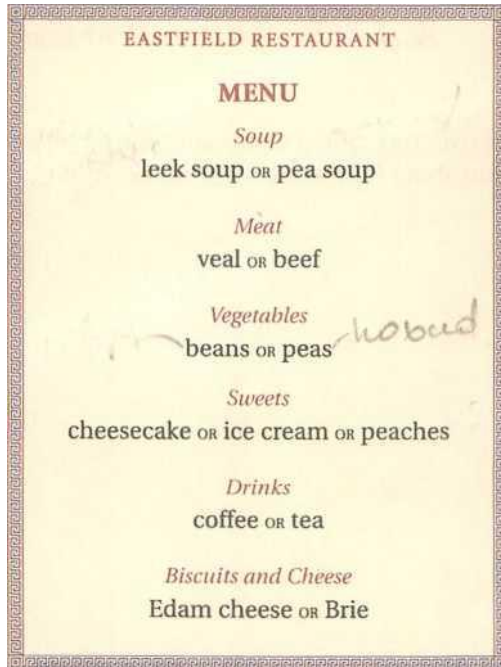 EASTFIELD RESTAURANT
MENU
Soup
leek soup OR pea soup
Meat
veal OR beef
Vegetables
beans OR peas
Sweets
cheesecake OR ice cream OR peaches
Drinks
coffee OR tea
Biscuits and Cheese
Edam cheese OR Brie